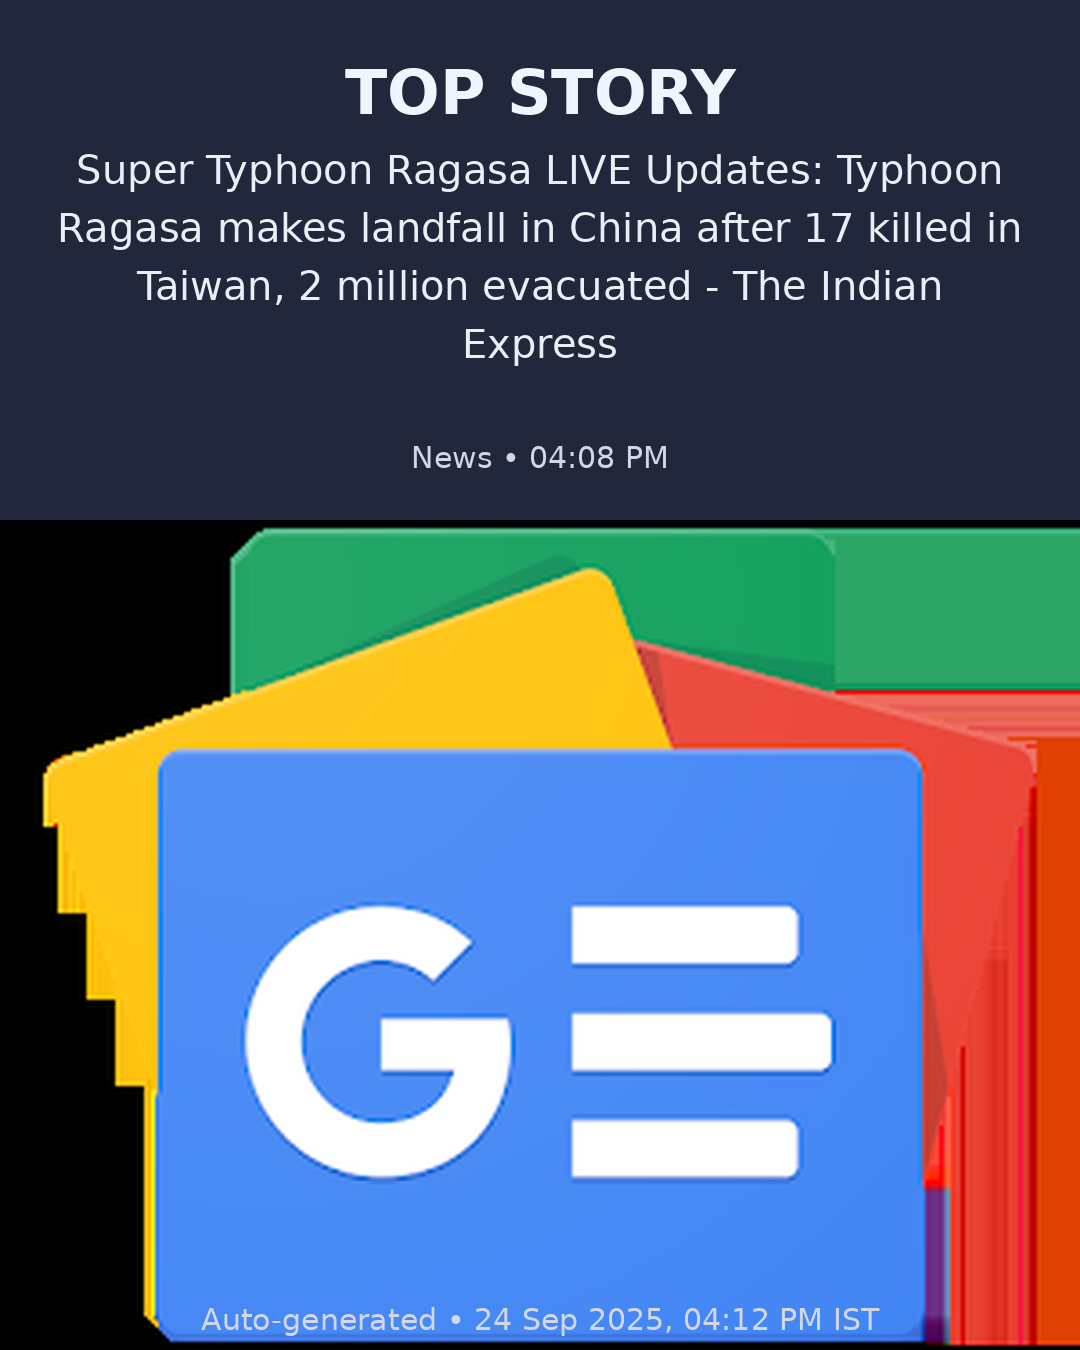 TOP STORY
Super Typhoon Ragasa LIVE Updates: Typhoon
Ragasa makes landfall in China after 17 killed in
Taiwan, 2 million evacuated - The Indian
Express
News • 04:08 PM
G
Auto-generated • 24 Sep 2025, 04:12 PM IST